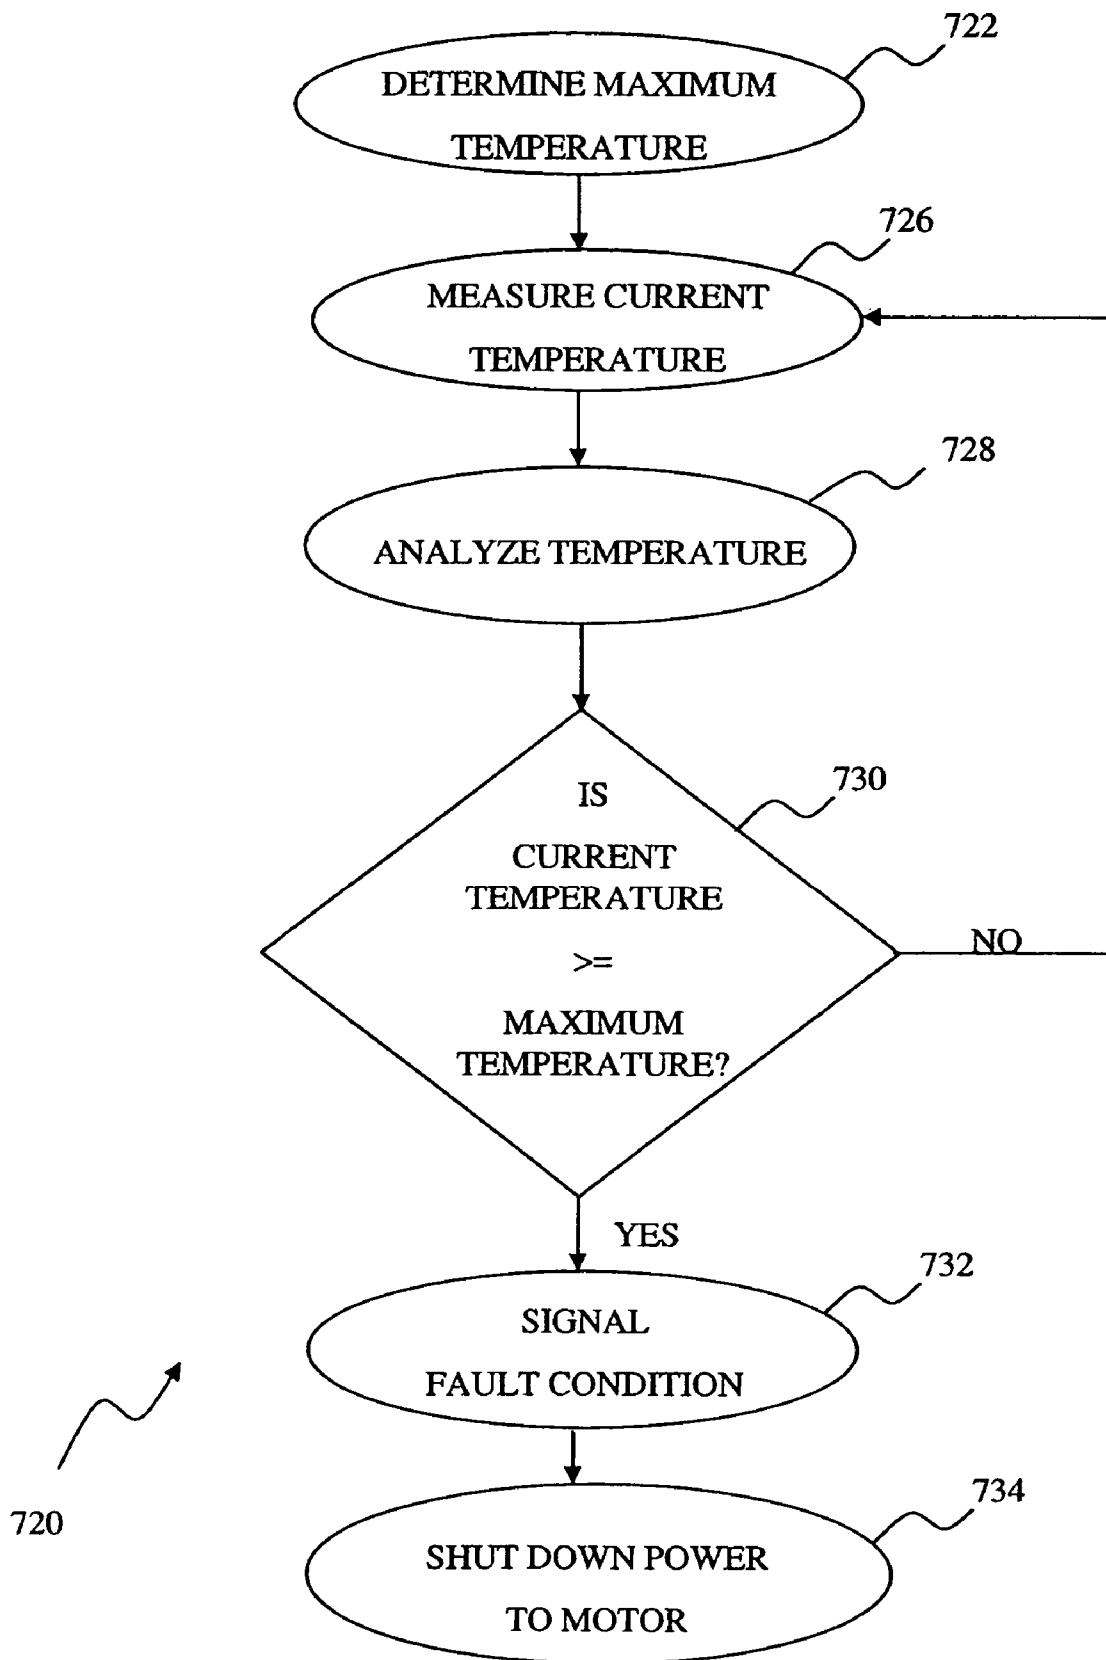 722
DETERMINE MAXIMUM
TEMPERATURE
726
MEASURE CURRENT
TEMPERATURE
728
ANALYZE TEMPERATURE
730
IS
CURRENT
TEMPERATURE
>=
MAXIMUM
TEMPERATURE?
NO
YES
732
SIGNAL
FAULT CONDITION
720
734
SHUT DOWN POWER
TO MOTOR